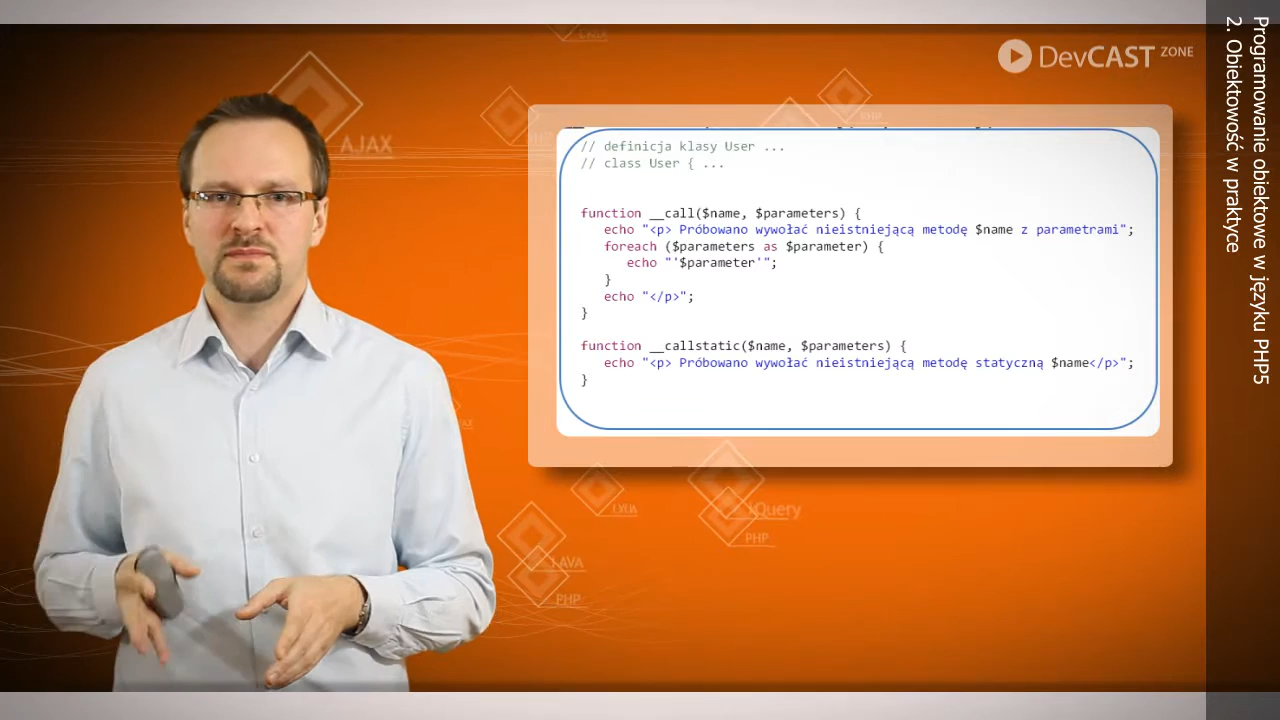 DevCAST ZONE
Programowanie obiektowe w języku PHP5
2. Obiektowość w praktyce
// definicja klasy User ...
// class User { ...
function __call($name, $parameters) {
echo "<p> Próbowano wywołać nieistniejącą metodę $name z parametrami";
foreach ($parameters as $parameter) {
echo "'$parameter'";
}
echo "</p>";
}
function __callstatic($name, $parameters) {
echo "<p> Próbowano wywołać nieistniejącą metodę statyczną $name</p>";
}
AJAX
PHP
jQuery
PHP
JAVA
PHP